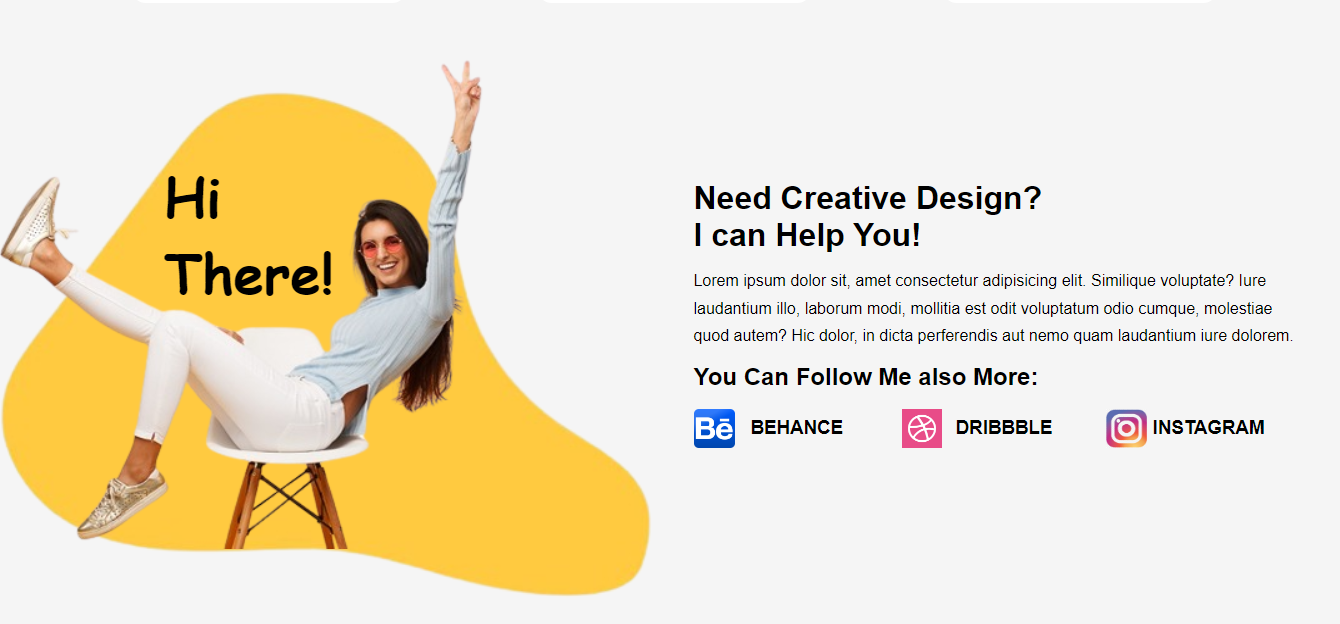 Hi
There!
Need Creative Design?
I can Help You!
Lorem ipsum dolor sit, amet consectetur adipisicing elit. Similique voluptate? Iure
laudantium illo, laborum modi, mollitia est odit voluptatum odio cumque, molestiae
quod autem? Hic dolor, in dicta perferendis aut nemo quam laudantium iure dolorem.
You Can Follow Me also More:
Bē BEHANCE DRIBBBLE INSTAGRAM